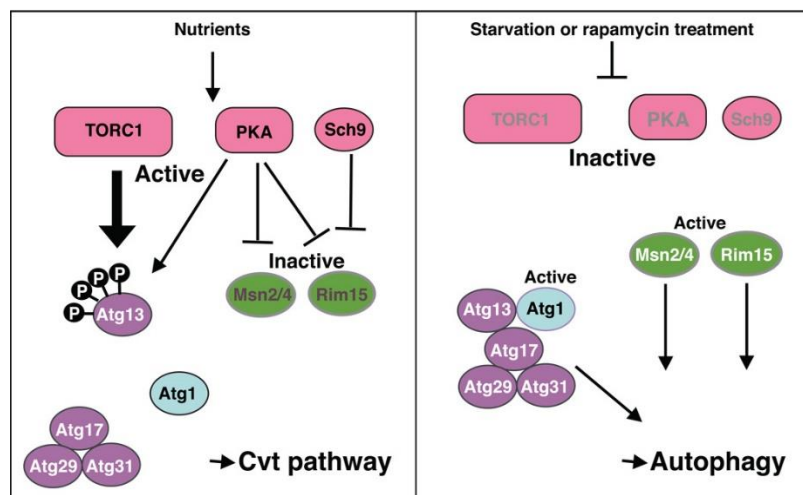 Nutrients
TORC1
PKA
Sch9
Active
P
P
P
P
Atg13
Inactive
Msn2/4
Rim15
Atg1
Atg17
Atg29
Atg31
Cvt pathway
Starvation or rapamycin treatment
TORC1
PKA
Sch9
Inactive
Active
Msn2/4
Rim15
Active
Atg13
Atg1
Atg17
Atg29
Atg31
Autophagy